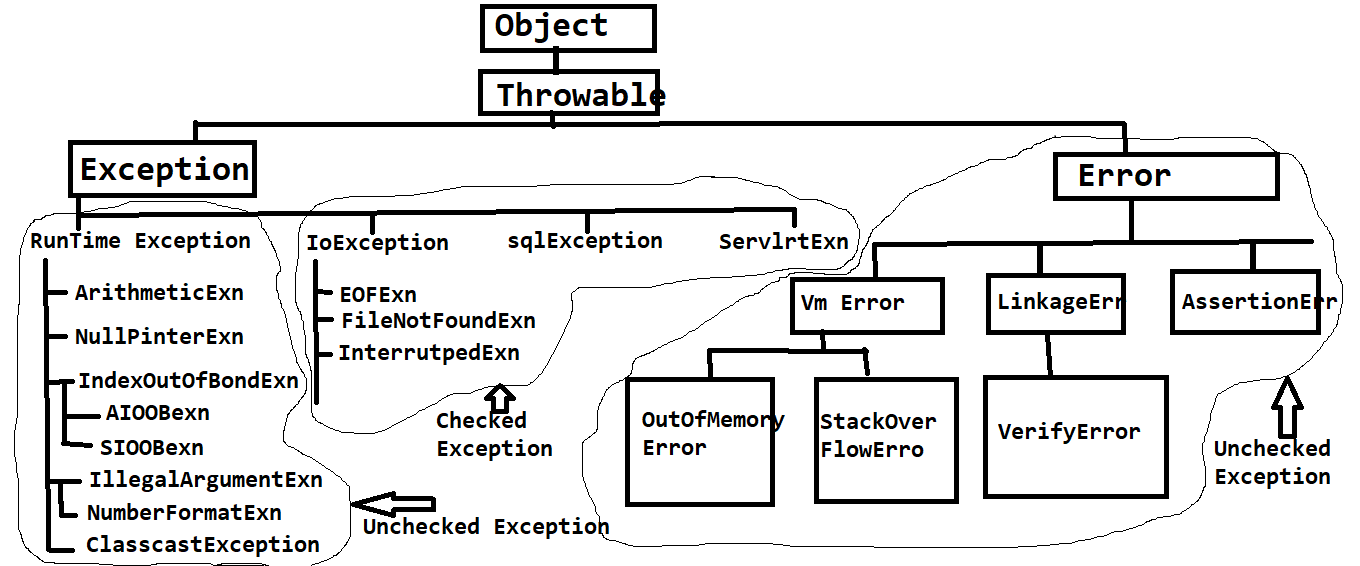 Object
Throwable
Exception
Error
RunTime Exception
IoException
sqlException
ServlrtExn
ArithmeticExn
NullPinterExn
IndexOutOfBondExn
AIOOBexn
SIOOBexn
IllegalArgumentExn
NumberFormatExn
ClasscastException
EOFExn
FileNotFoundExn
InterrutpedExn
Checked
Exception
Unchecked Exception
Vm Error
LinkageErr
AssertionErr
OutOfMemory
Error
StackOver
FlowErro
VerifyError
Unchecked
Exception